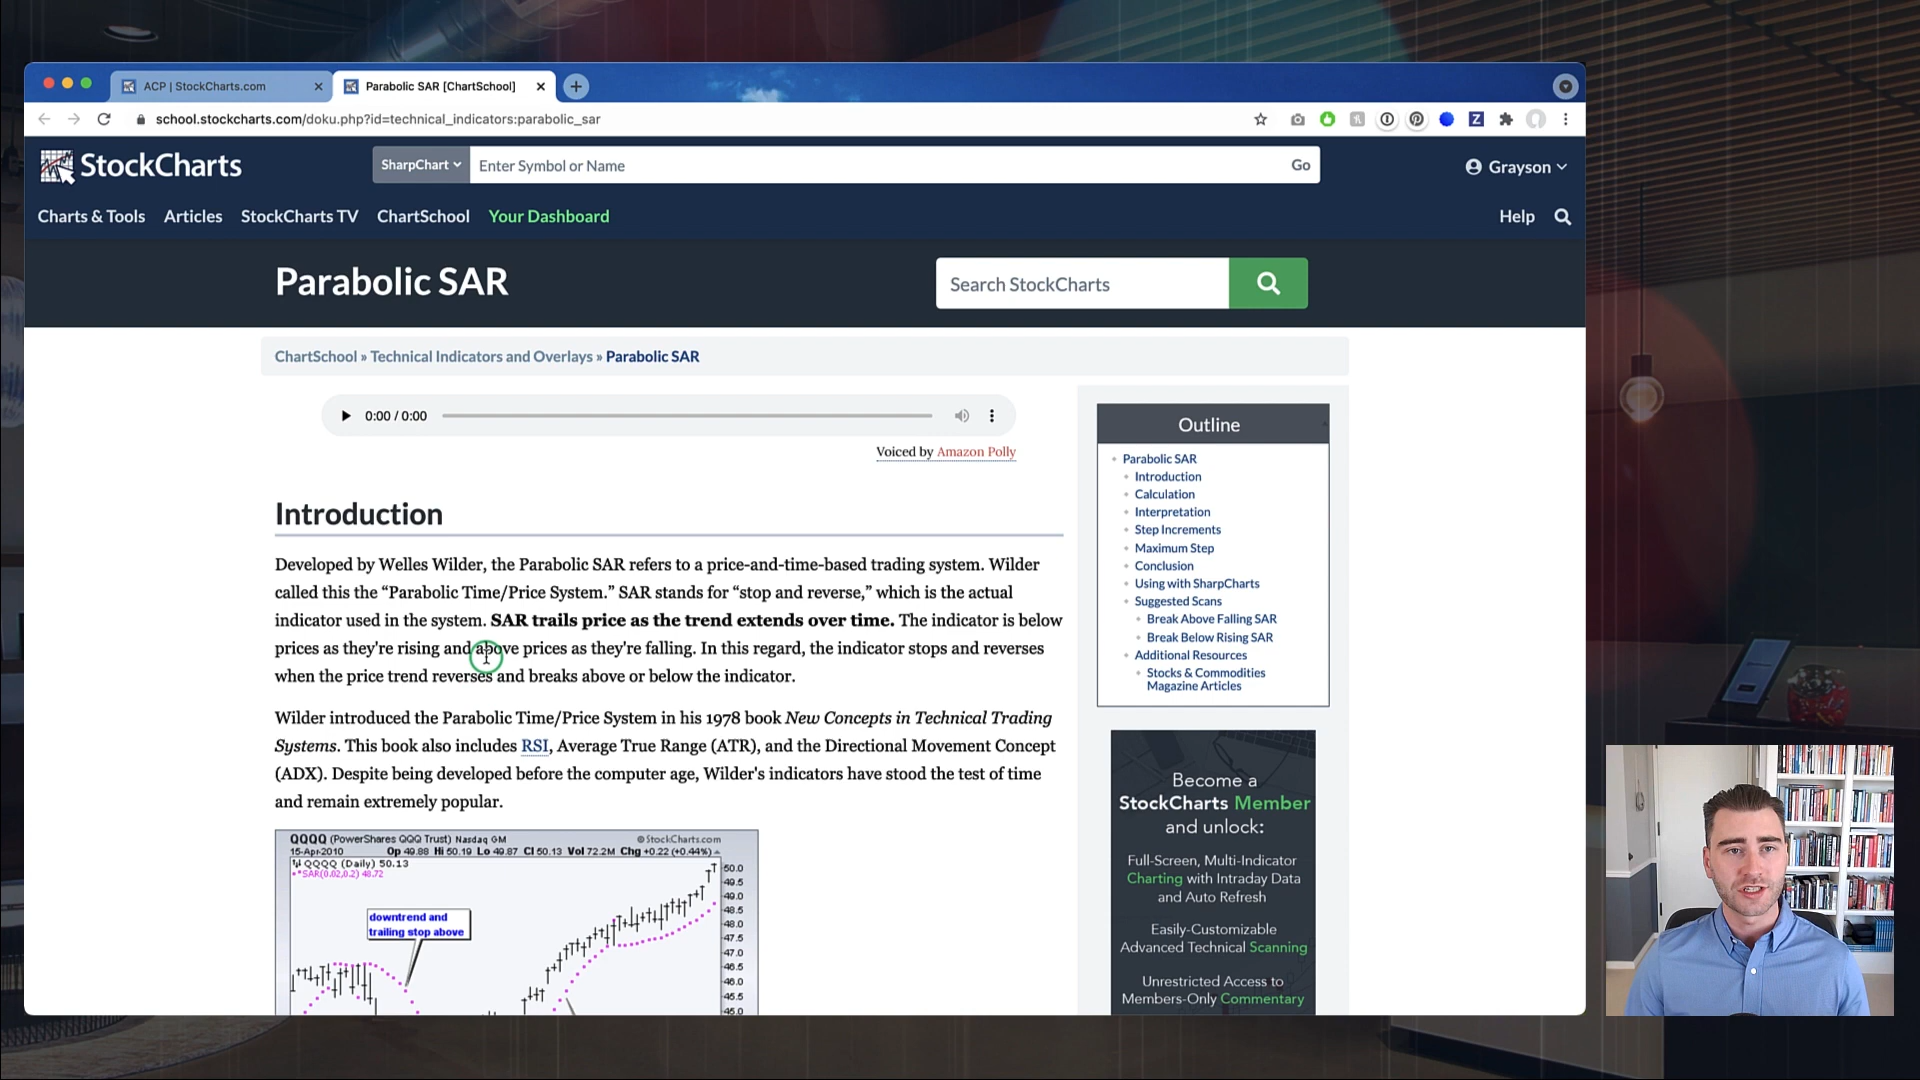 ACP | StockCharts.com
Parabolic SAR [ChartSchool]
school.stockcharts.com/doku.php?id=technical_indicators:parabolic_sar
StockCharts
SharpChart
Enter Symbol or Name
Go
Grayson
Charts & Tools
Articles
StockCharts TV
ChartSchool
Your Dashboard
Help
Parabolic SAR
Search StockCharts
ChartSchool » Technical Indicators and Overlays » Parabolic SAR
0:00 / 0:00
Voiced by Amazon Polly
Introduction
Developed by Welles Wilder, the Parabolic SAR refers to a price-and-time-based trading system. Wilder
called this the “Parabolic Time/Price System.” SAR stands for “stop and reverse,” which is the actual
indicator used in the system. SAR trails price as the trend extends over time. The indicator is below
prices as they're rising and above prices as they're falling. In this regard, the indicator stops and reverses
when the price trend reverses and breaks above or below the indicator.
Wilder introduced the Parabolic Time/Price System in his 1978 book New Concepts in Technical Trading
Systems. This book also includes RSI, Average True Range (ATR), and the Directional Movement Concept
(ADX). Despite being developed before the computer age, Wilder's indicators have stood the test of time
and remain extremely popular.
QQQQ (PowerShares QQQ Trust) Nasdaq GM
© StockCharts.com
15-Apr-2010
Op 49.88 Hi 50.19 Lo 49.87 Cl 50.13 Vol 72.2M Chg +0.22 (+0.44%)
QQQQ (Daily) 50.13
SAR(0.02,0.2) 48.72
downtrend and
trailing stop above
50.0
49.5
49.0
48.5
48.0
47.5
47.0
46.5
46.0
45.5
45.0
Outline
Parabolic SAR
Introduction
Calculation
Interpretation
Step Increments
Maximum Step
Conclusion
Using with SharpCharts
Suggested Scans
Break Above Falling SAR
Break Below Rising SAR
Additional Resources
Stocks & Commodities
Magazine Articles
Become a
StockCharts Member
and unlock:
Full-Screen, Multi-Indicator
Charting with Intraday Data
and Auto Refresh
Easily-Customizable
Advanced Technical Scanning
Unrestricted Access to
Members-Only Commentary